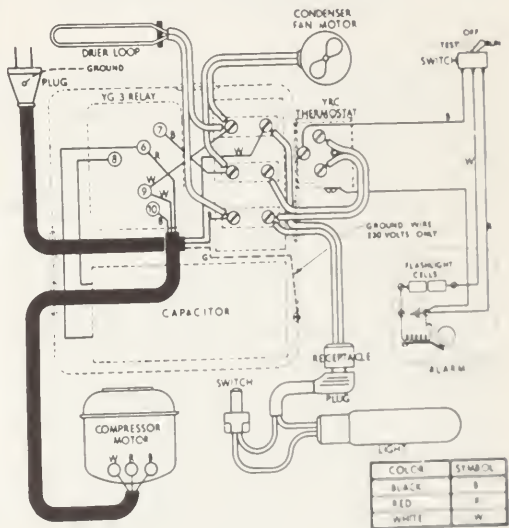 CONDENSER
FAN MOTOR
DRIER LOOP
GROUND
PLUG
OFF
TEST
RUN
SWITCH
YG 3 RELAY
YRC
THERMOSTAT
7
B
6
R
W
8
W
9
W
10
B
B
W
R
G
GROUND WIRE
230 VOLTS ONLY
CAPACITOR
FLASHLIGHT
CELLS
ALARM
RECEPTACLE
PLUG
SWITCH
LIGHT
COMPRESSOR
MOTOR
W R B
COLOR SYMBOL
BLACK B
RED R
WHITE W